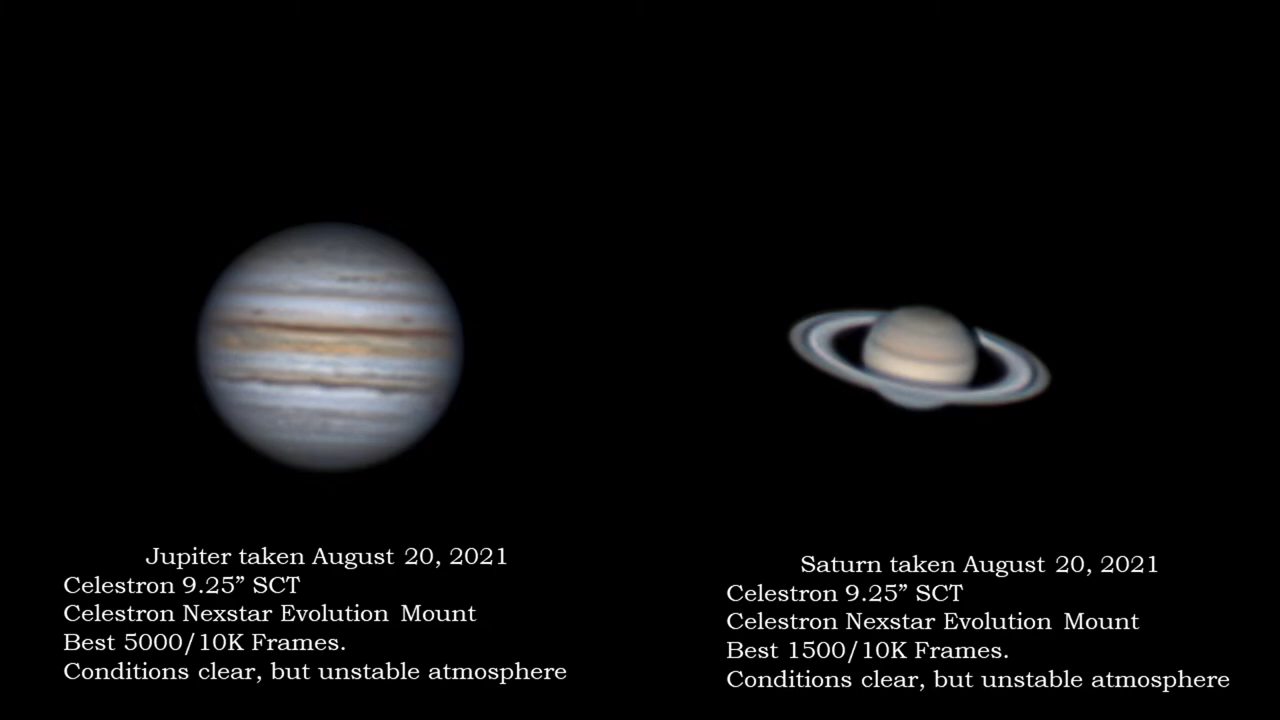 Jupiter taken August 20, 2021
Celestron 9.25” SCT
Celestron Nexstar Evolution Mount
Best 5000/10K Frames.
Conditions clear, but unstable atmosphere
Saturn taken August 20, 2021
Celestron 9.25” SCT
Celestron Nexstar Evolution Mount
Best 1500/10K Frames.
Conditions clear, but unstable atmosphere